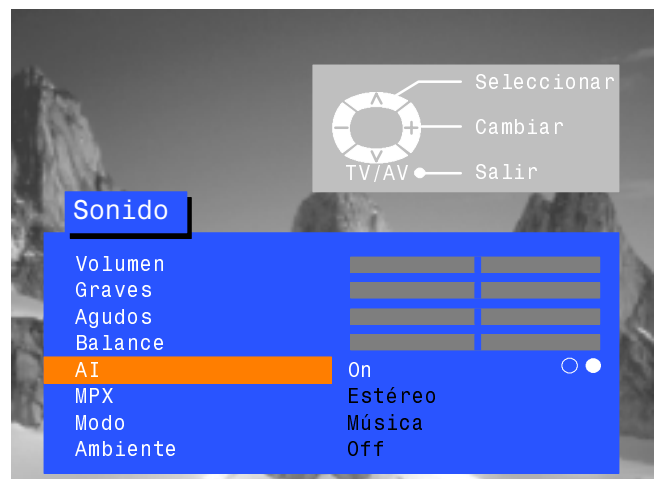 Seleccionar
Cambiar
TV/AV Salir
Sonido
Volumen
Graves
Agudos
Balance
AI On
MPX Estéreo
Modo Música
Ambiente Off